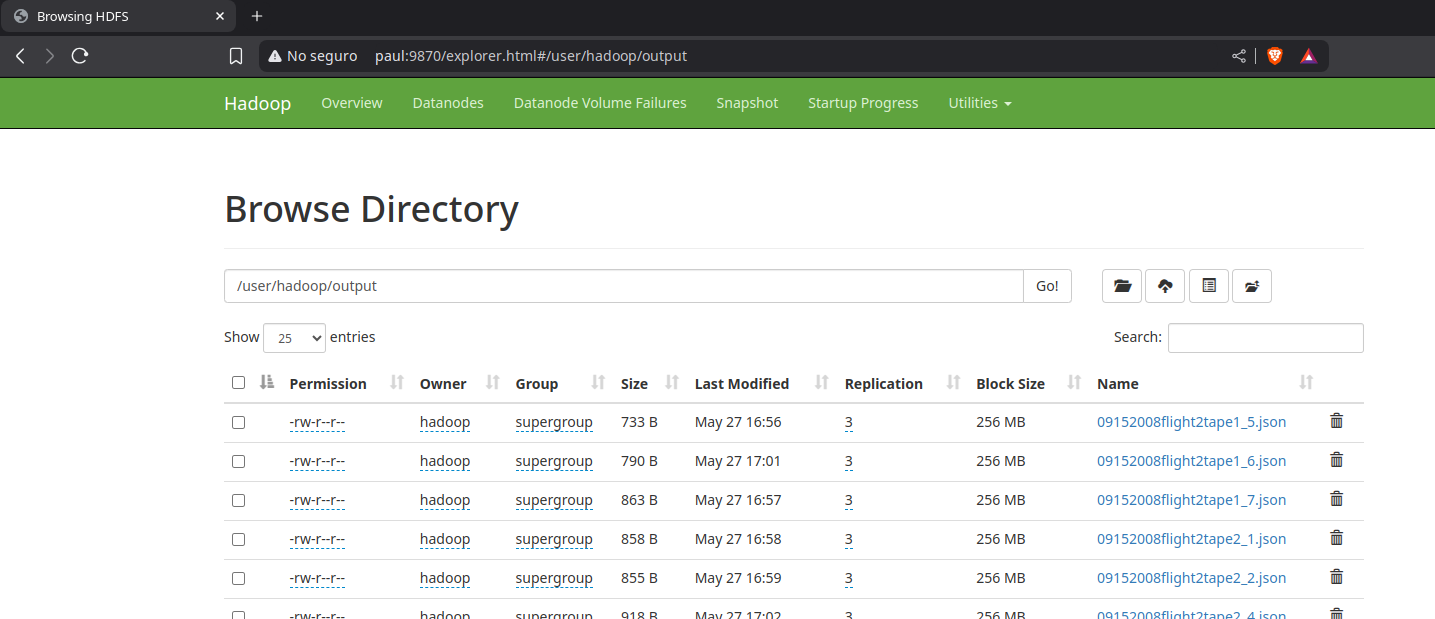 Browsing HDFS
No seguro paul:9870/explorer.html#/user/hadoop/output
Hadoop Overview Datanodes Datanode Volume Failures Snapshot Startup Progress Utilities
Browse Directory
/user/hadoop/output Go!
Show 25 entries Search:
Permission Owner Group Size Last Modified Replication Block Size Name
-rw-r--r-- hadoop supergroup 733 B May 27 16:56 3 256 MB 09152008flight2tape1_5.json
-rw-r--r-- hadoop supergroup 790 B May 27 17:01 3 256 MB 09152008flight2tape1_6.json
-rw-r--r-- hadoop supergroup 863 B May 27 16:57 3 256 MB 09152008flight2tape1_7.json
-rw-r--r-- hadoop supergroup 858 B May 27 16:58 3 256 MB 09152008flight2tape2_1.json
-rw-r--r-- hadoop supergroup 855 B May 27 16:59 3 256 MB 09152008flight2tape2_2.json
-rw-r--r-- hadoop supergroup 918 B May 27 17:02 3 256 MB 09152008flight2tape2_4.json